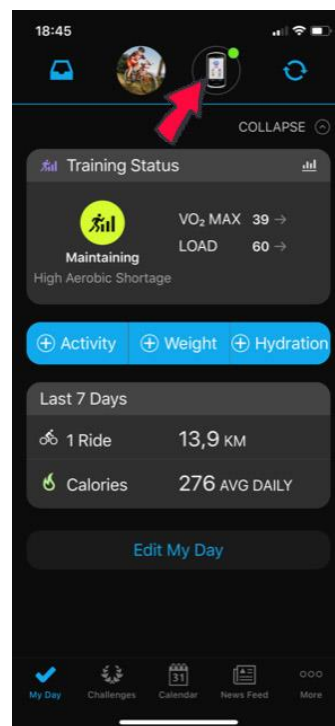 18:45
COLLAPSE
Training Status
VO₂ MAX 39
LOAD 60
Maintaining
High Aerobic Shortage
Activity
Weight
Hydration
Last 7 Days
1 Ride 13,9 KM
Calories 276 AVG DAILY
Edit My Day
31
My Day
Challenges
Calendar
News Feed
More